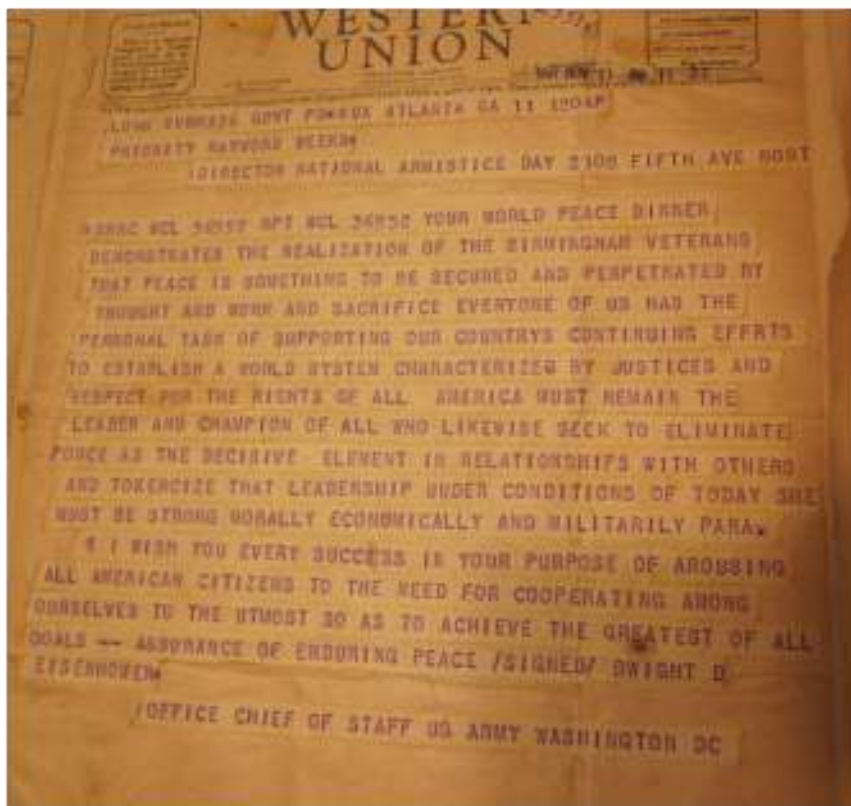 WESTERN
UNION
GOVT ATLANTA GA 11
PRIORITY RAYMOND WEEKS=
DIRECTOR NATIONAL ARMISTICE DAY 2108 FIFTH AVE NORT
WCL WCL YOUR WORLD PEACE DINNER
DEMONSTRATES THE REALIZATION OF THE BIRMINGHAM VETERANS
THAT PEACE IS SOMETHING TO BE SECURED AND PERPETRATED BY
THOUGHT AND WORK AND SACRIFICE EVERYONE OF US HAS THE
PERSONAL TASK OF SUPPORTING OUR COUNTRYS CONTINUING EFFRTS
TO ESTABLISH A WORLD SYSTEM CHARACTERIZED BY JUSTICES AND
RESPECT FOR THE RIGHTS OF ALL AMERICA MUST REMAIN THE
LEADER AND CHAMPION OF ALL WHO LIKEWISE SEEK TO ELIMINATE
FORCE AS THE DECISIVE ELEMENT IN RELATIONSHIPS WITH OTHERS
AND THAT LEADERSHIP UNDER CONDITIONS OF TODAY SHE
MUST BE STRONG MORALLY ECONOMICALLY AND MILITARILY PARA
I WISH YOU EVERY SUCCESS IN YOUR PURPOSE OF AROUSING
ALL AMERICAN CITIZENS TO THE NEED FOR COOPERATING AMONG
OURSELVES TO THE UTMOST SO AS TO ACHIEVE THE GREATEST OF ALL
GOALS -- ASSURANCE OF ENDURING PEACE /SIGNED/ DWIGHT D
EISENHOWER=
OFFICE CHIEF OF STAFF US ARMY WASHINGTON DC